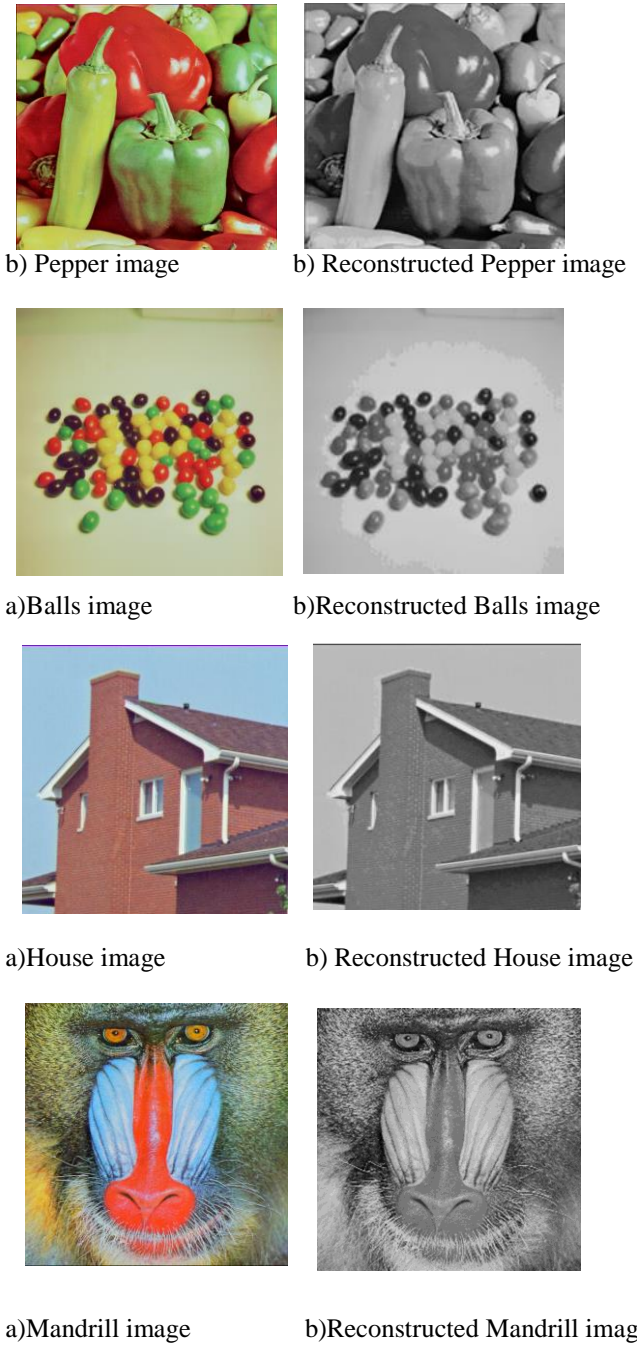 b) Pepper image b) Reconstructed Pepper image
a)Balls image b)Reconstructed Balls image
a)House image b) Reconstructed House image
a)Mandrill image b)Reconstructed Mandrill imag